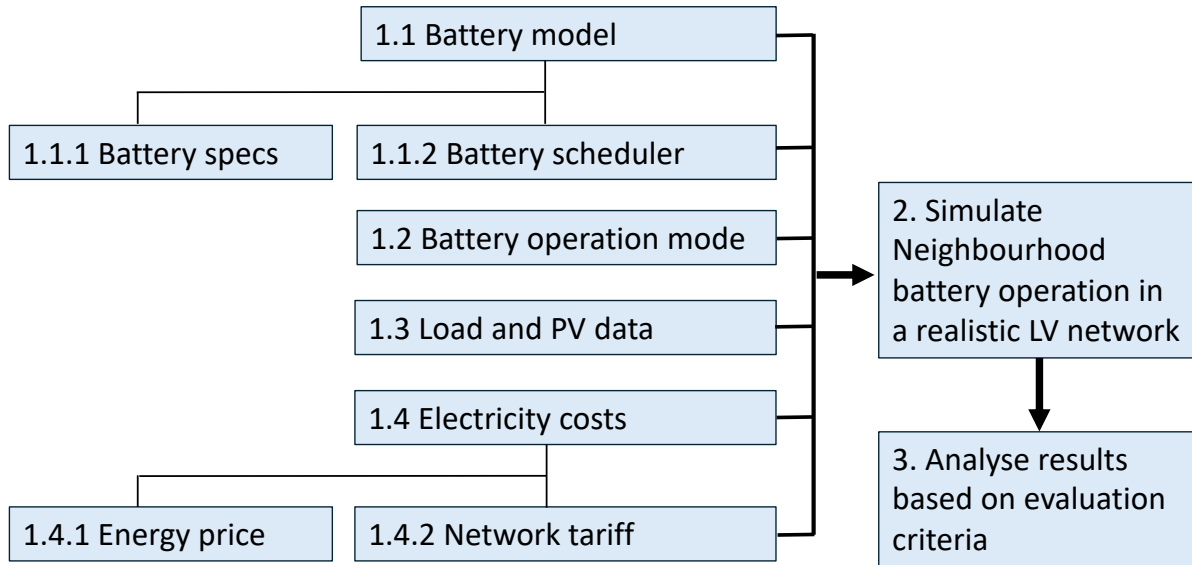 1.1 Battery model
1.1.1 Battery specs
1.1.2 Battery scheduler
1.2 Battery operation mode
1.3 Load and PV data
1.4 Electricity costs
1.4.1 Energy price
1.4.2 Network tariff
2. Simulate
Neighbourhood
battery operation in
a realistic LV network
3. Analyse results
based on evaluation
criteria